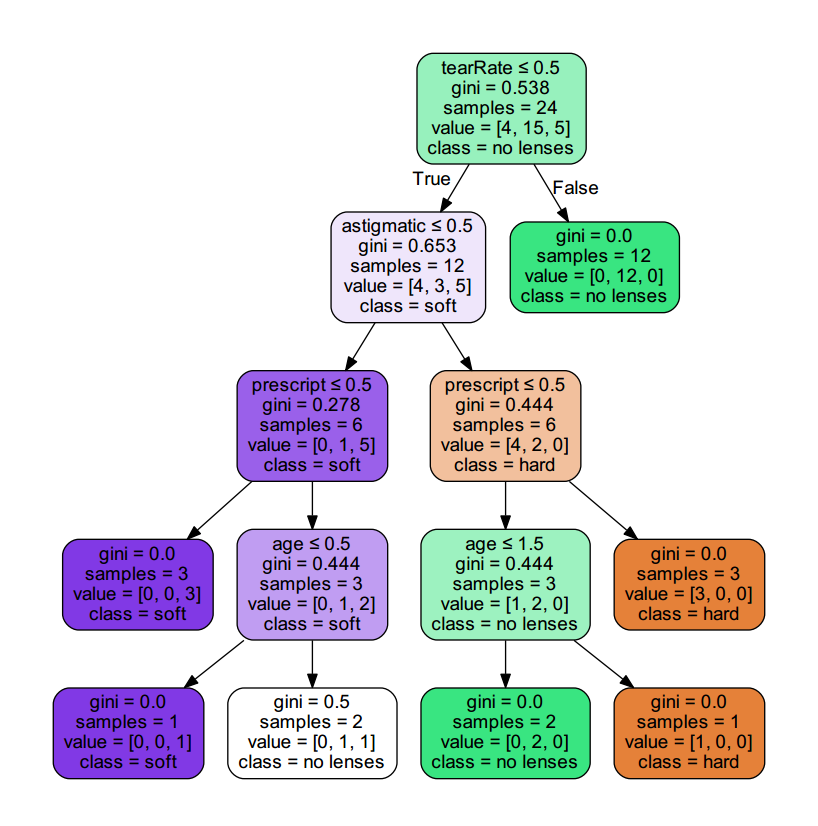 tearRate ≤ 0.5
gini = 0.538
samples = 24
value = [4, 15, 5]
class = no lenses
True
False
astigmatic ≤ 0.5
gini = 0.653
samples = 12
value = [4, 3, 5]
class = soft
gini = 0.0
samples = 12
value = [0, 12, 0]
class = no lenses
prescript ≤ 0.5
gini = 0.278
samples = 6
value = [0, 1, 5]
class = soft
prescript ≤ 0.5
gini = 0.444
samples = 6
value = [4, 2, 0]
class = hard
gini = 0.0
samples = 3
value = [0, 0, 3]
class = soft
age ≤ 0.5
gini = 0.444
samples = 3
value = [0, 1, 2]
class = soft
age ≤ 1.5
gini = 0.444
samples = 3
value = [1, 2, 0]
class = no lenses
gini = 0.0
samples = 3
value = [3, 0, 0]
class = hard
gini = 0.0
samples = 1
value = [0, 0, 1]
class = soft
gini = 0.5
samples = 2
value = [0, 1, 1]
class = no lenses
gini = 0.0
samples = 2
value = [0, 2, 0]
class = no lenses
gini = 0.0
samples = 1
value = [1, 0, 0]
class = hard